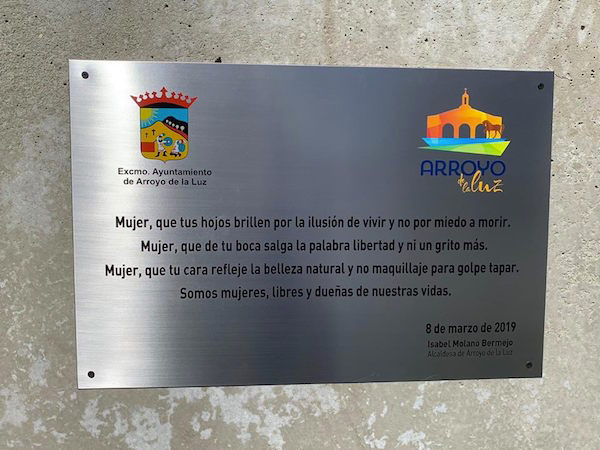 Excmo. Ayuntamiento
de Arroyo de la Luz
ARROYO
de la luz
Mujer, que tus hojos brillen por la ilusión de vivir y no por miedo a morir.
Mujer, que de tu boca salga la palabra libertad y ni un grito más.
Mujer, que tu cara refleje la belleza natural y no maquillaje para golpe tapar.
Somos mujeres, libres y dueñas de nuestras vidas.
8 de marzo de 2019
Isabel Molano Bermejo
Alcaldesa de Arroyo de la Luz